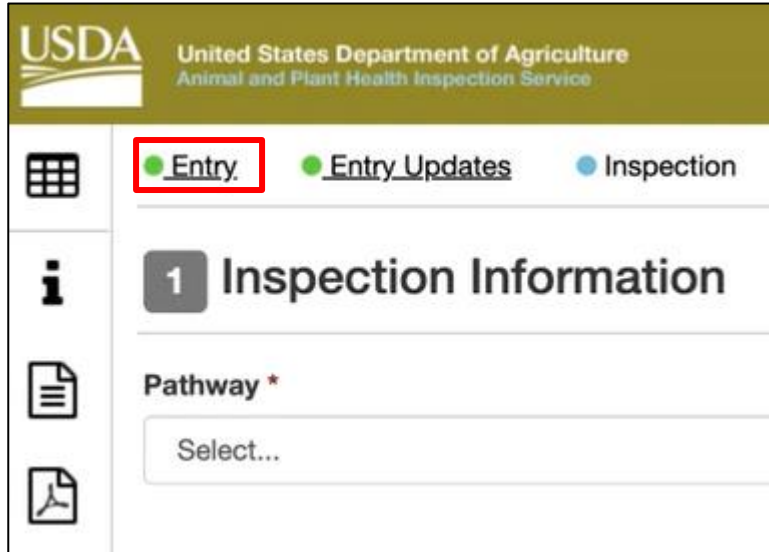 USDA
United States Department of Agriculture
Animal and Plant Health Inspection Service
Entry
Entry Updates
Inspection
1 Inspection Information
Pathway *
Select...